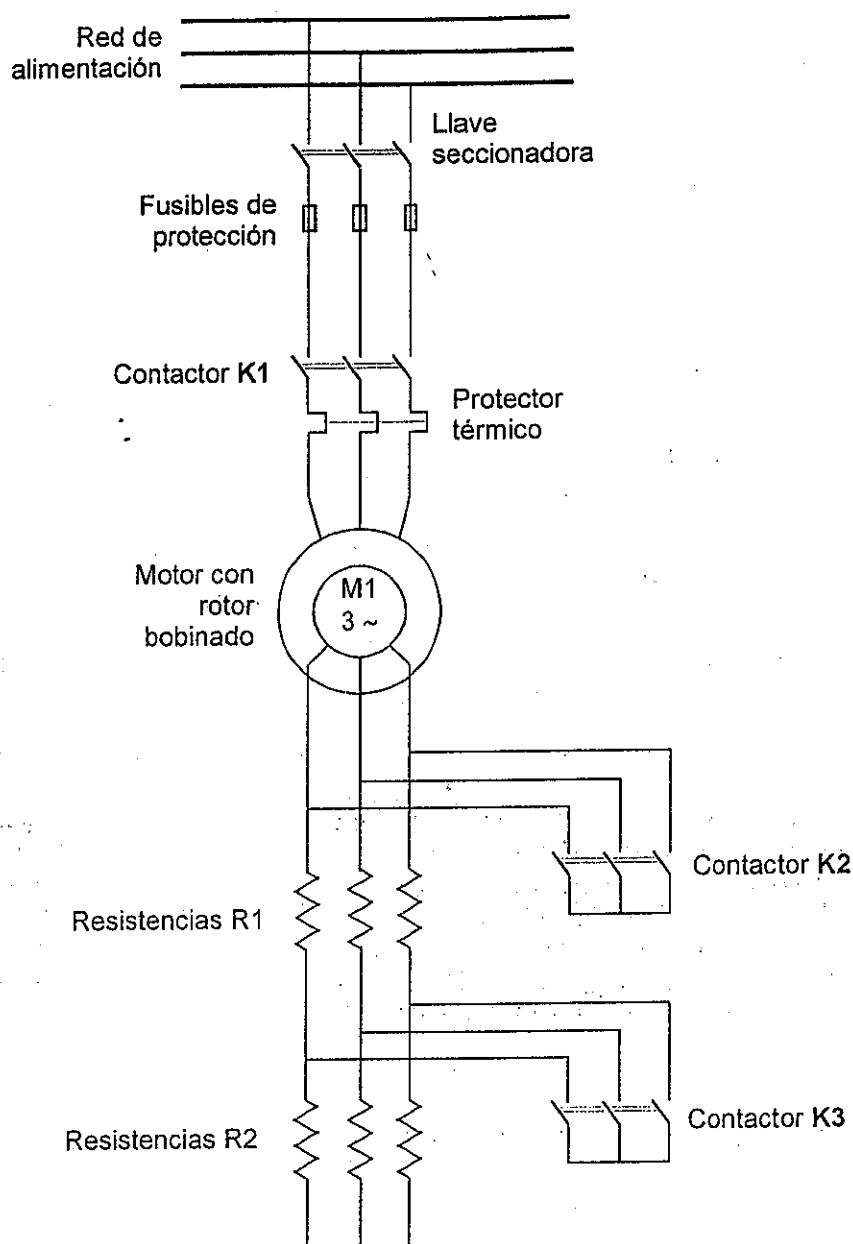 Red de
alimentación
Llave
seccionadora
Fusibles de
protección
Contactor K1
Protector
térmico
Motor con
rotor
bobinado
M1
3 ~
Contactor K2
Resistencias R1
Contactor K3
Resistencias R2